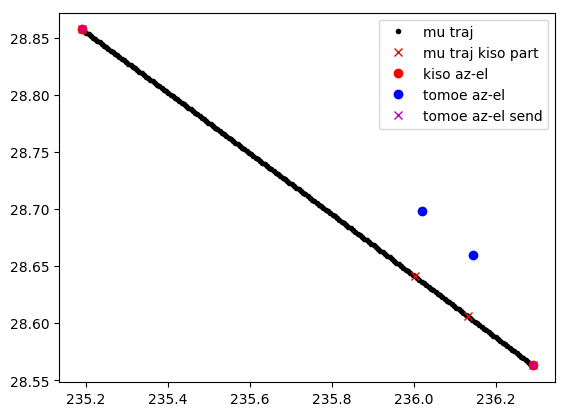 mu traj
mu traj kiso part
kiso az-el
tomoe az-el
tomoe az-el send
28.85
28.80
28.75
28.70
28.65
28.60
28.55
235.2 235.4 235.6 235.8 236.0 236.2